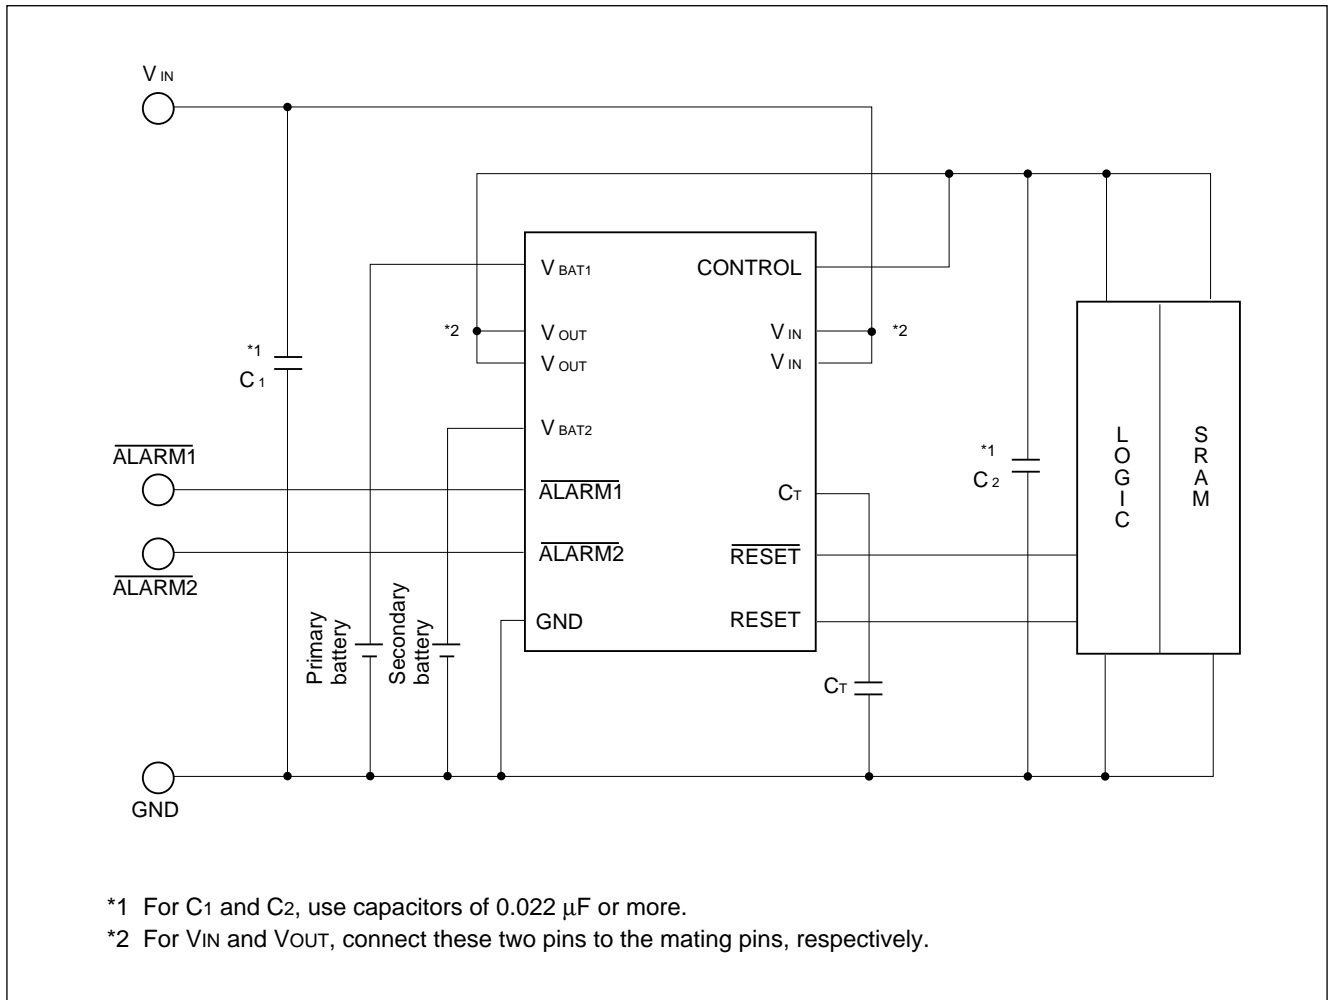 VIN
VBAT1
CONTROL
*2
VOUT
VIN
*2
VOUT
VIN
*1
C1
VBAT2
ALARM1
ALARM1
CT
*1
C2
LOGIC
SRAM
ALARM2
ALARM2
RESET
GND
RESET
Primary
battery
Secondary
battery
CT
GND
*1 For C1 and C2, use capacitors of 0.022 μF or more.
*2 For VIN and VOUT, connect these two pins to the mating pins, respectively.